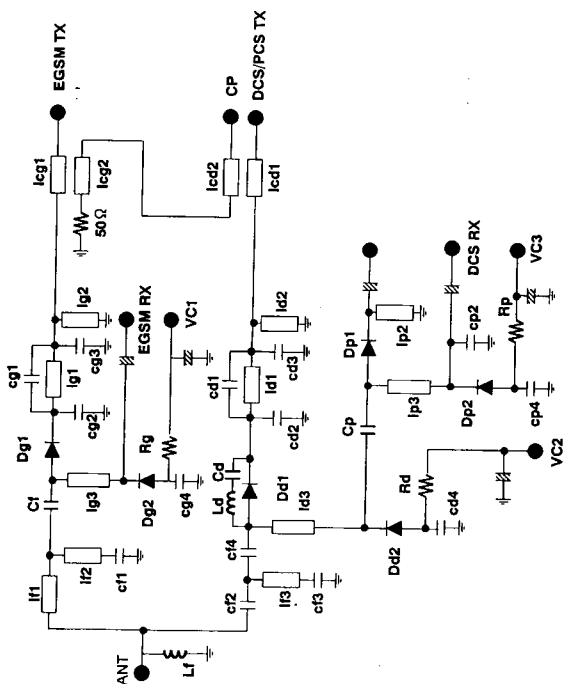 EGSM TX
lcg1
lcg2
50Ω
CP
DCS/PCS TX
lcd2
lcd1
cg1
lg1
lg2
cg3
cg2
Dg1
EGSM RX
VC1
Rg
Cf
lg3
Dg2
cg4
lf1
lf2
cf1
ANT
Lf
cd1
ld1
ld2
cd3
cd2
Cd
Ld
Dd1
cf4
cf2
lf3
cf3
ld3
Dp1
lp2
DCS RX
cp2
Cp
lp3
Dp2
Rp
VC3
cp4
Dd2
Rd
cd4
VC2